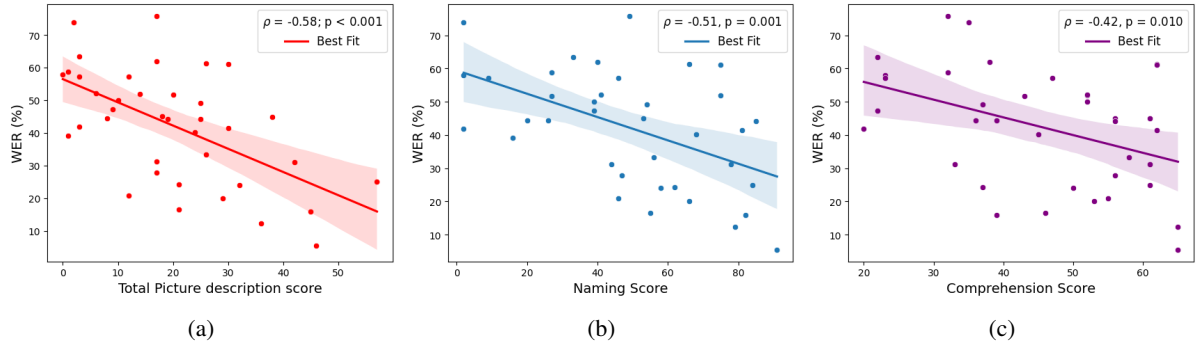 ρ = -0.58; p < 0.001
Best Fit
WER (%)
70
60
50
40
30
20
10
0
10
20
30
40
50
Total Picture description score
(a)
ρ = -0.51, p = 0.001
Best Fit
WER (%)
70
60
50
40
30
20
10
0
20
40
60
80
Naming Score
(b)
ρ = -0.42, p = 0.010
Best Fit
WER (%)
70
60
50
40
30
20
10
20
30
40
50
60
Comprehension Score
(c)